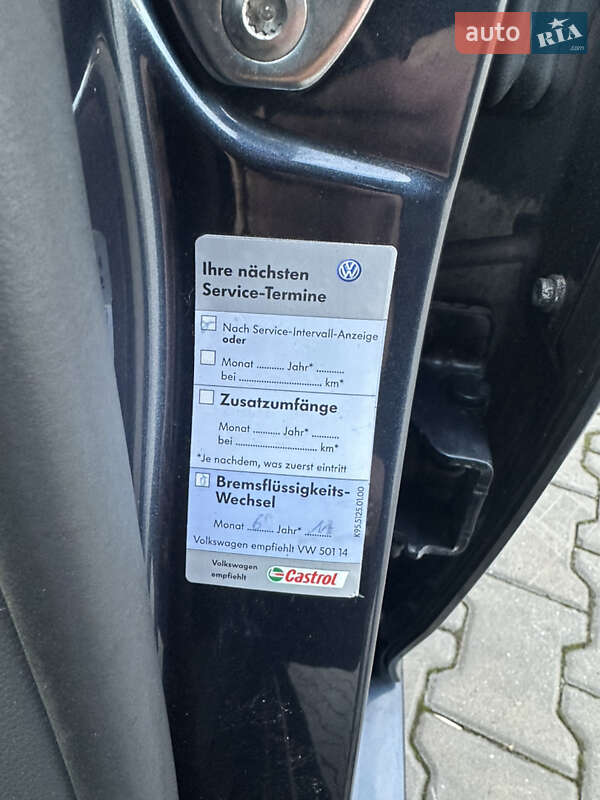 auto RIA
.com
Ihre nächsten
Service-Termine
Nach Service-Intervall-Anzeige
oder
Monat ........... Jahr* ...........
bei ................................. km*
Zusatzumfänge
Monat ........... Jahr* ...........
bei ................................. km*
*Je nachdem, was zuerst eintritt
Bremsflüssigkeits-
Wechsel
Monat Jahr*
Volkswagen empfiehlt VW 501 14
K95.5125.01.00
Volkswagen
empfiehlt
Castrol